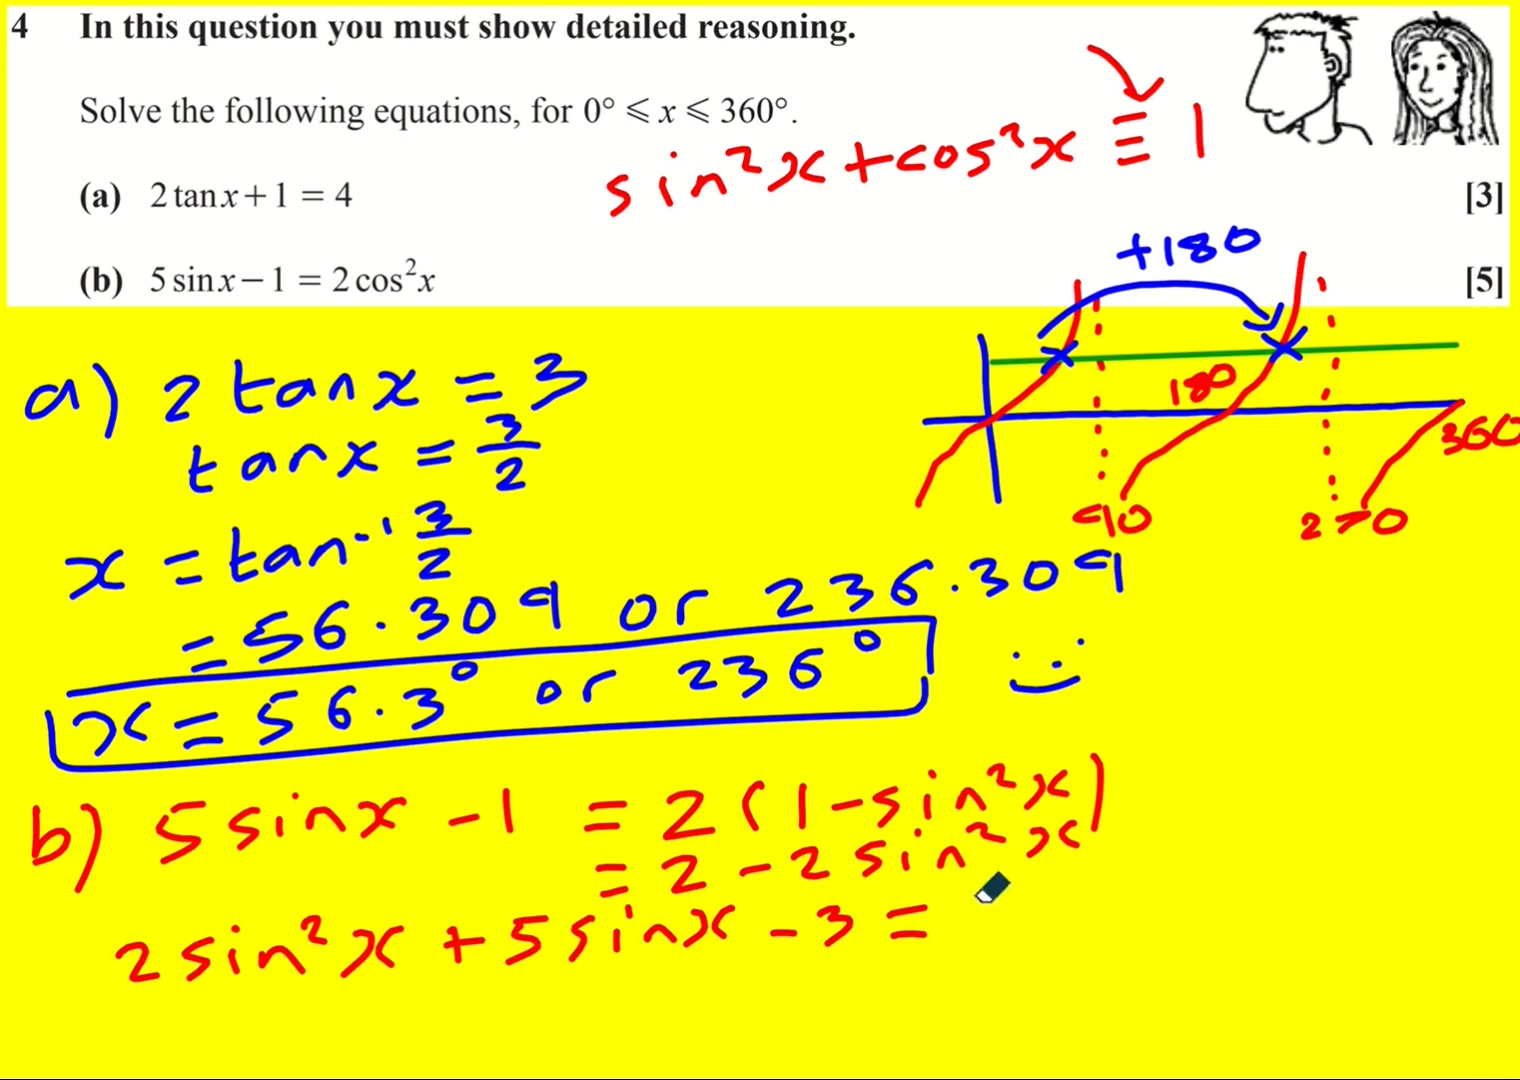 4 In this question you must show detailed reasoning.
Solve the following equations, for 0° ⩽ x ⩽ 360°.
sin²x + cos²x ≡ 1
(a) 2 tan x + 1 = 4 [3]
(b) 5 sin x − 1 = 2 cos²x [5]
+180
180
360
90
270
a) 2 tan x = 3
tan x = 3/2
x = tan⁻¹ 3/2
= 56.309 or 236.309
x = 56.3° or 236°
b) 5 sin x − 1 = 2(1 − sin²x)
= 2 − 2 sin²x
2 sin²x + 5 sin x − 3 =